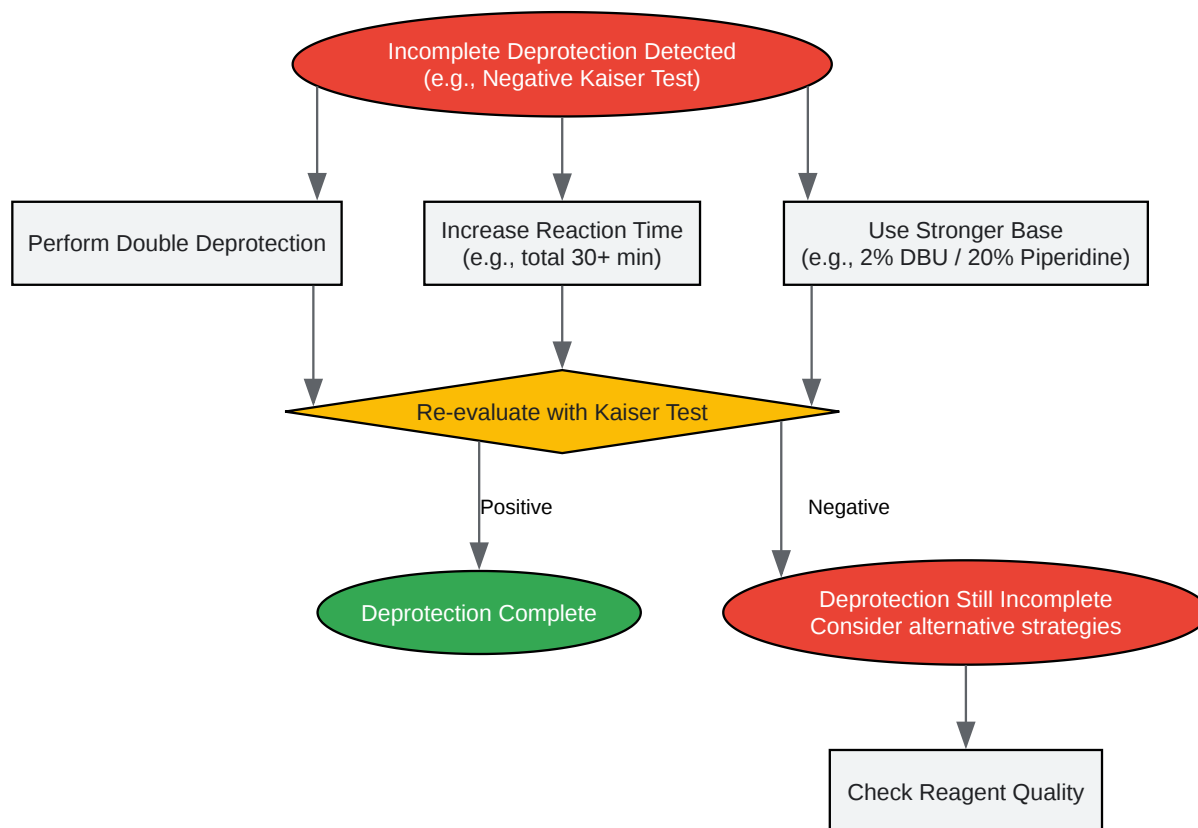 Incomplete Deprotection Detected
(e.g., Negative Kaiser Test)
Perform Double Deprotection
Increase Reaction Time
(e.g., total 30+ min)
Use Stronger Base
(e.g., 2% DBU / 20% Piperidine)
Re-evaluate with Kaiser Test
Positive
Negative
Deprotection Complete
Deprotection Still Incomplete
Consider alternative strategies
Check Reagent Quality